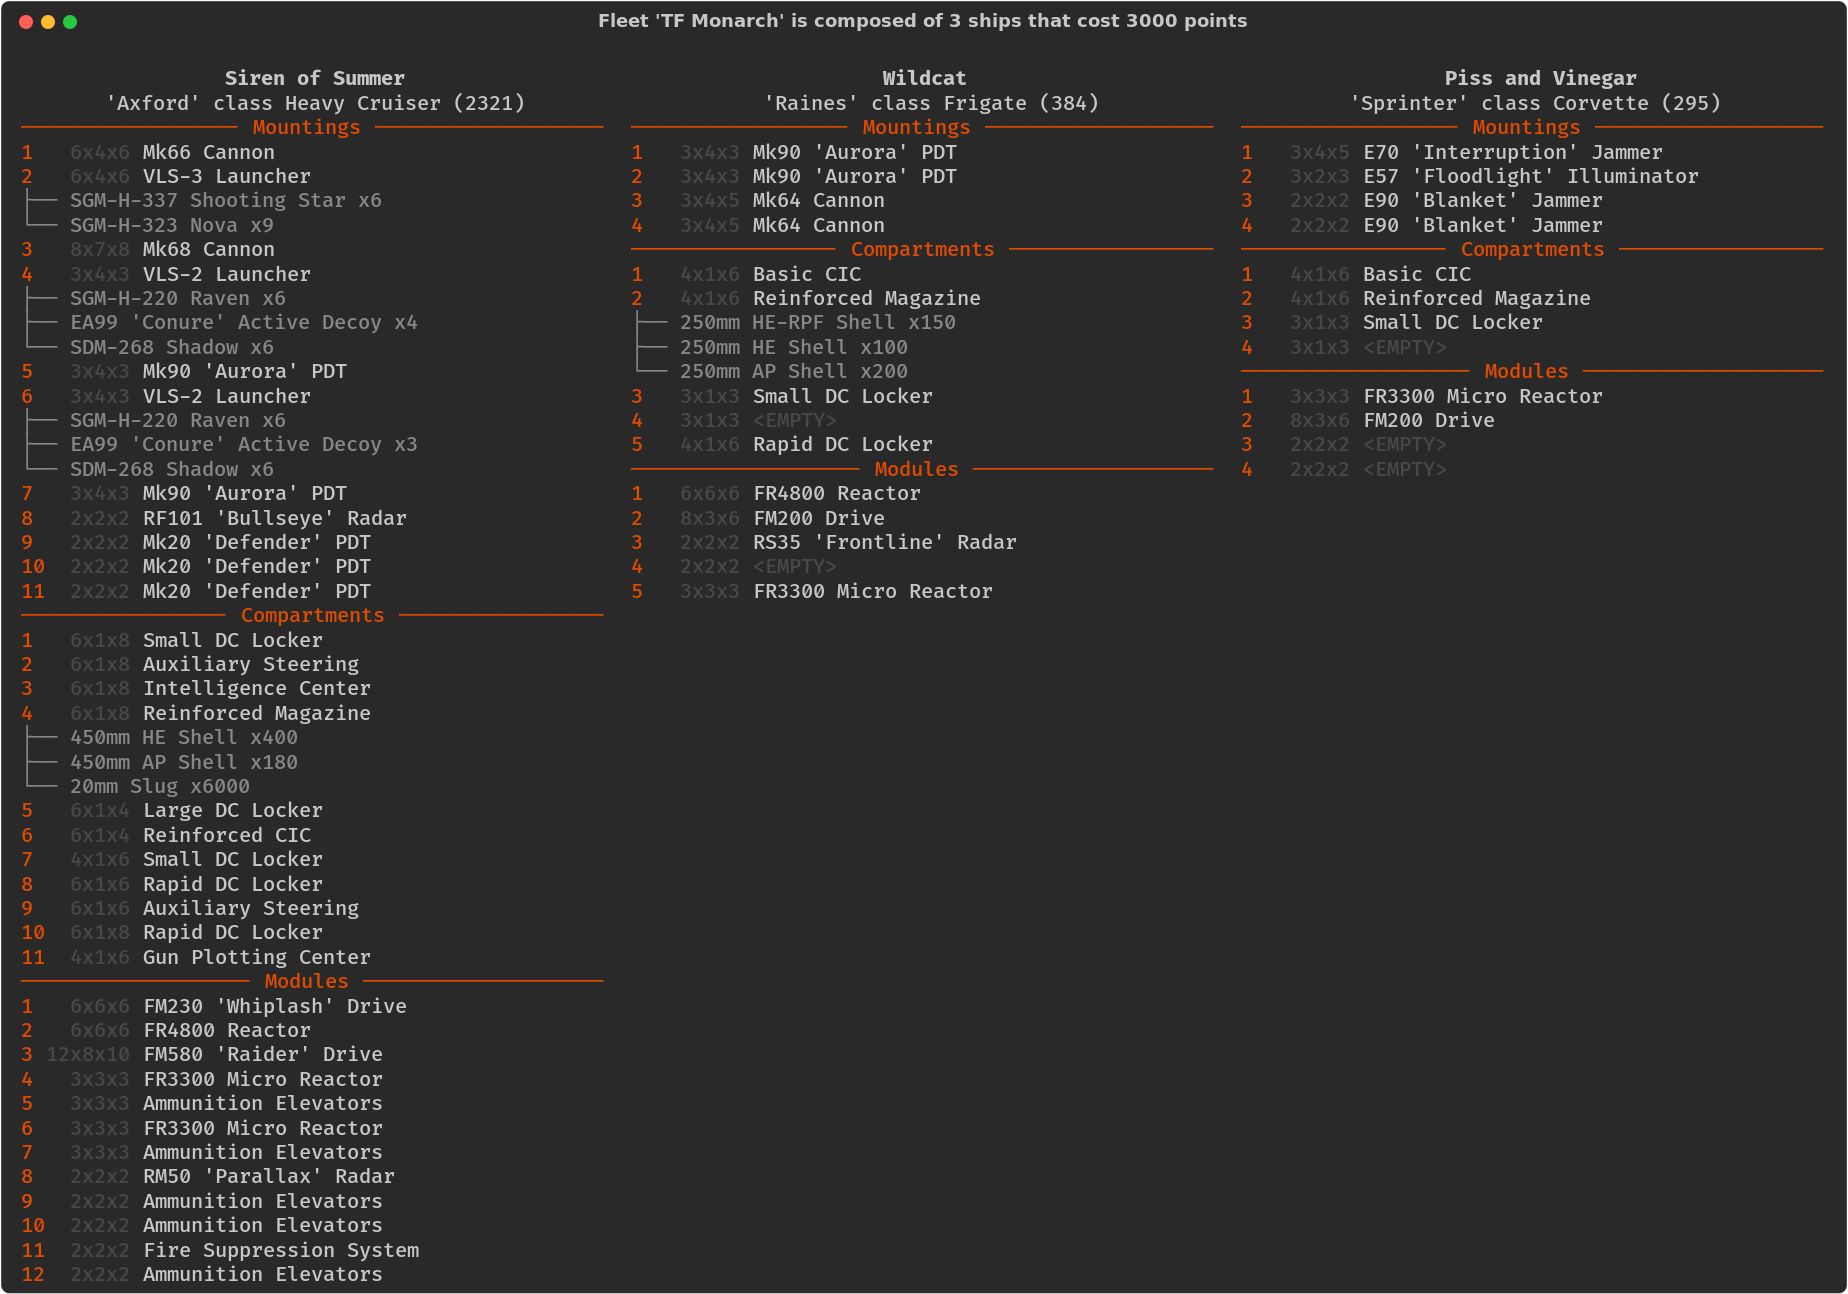 Fleet 'TF Monarch' is composed of 3 ships that cost 3000 points
Siren of Summer
'Axford' class Heavy Cruiser (2321)
Mountings
1 6x4x6 Mk66 Cannon
2 6x4x6 VLS-3 Launcher
SGM-H-337 Shooting Star x6
SGM-H-323 Nova x9
3 8x7x8 Mk68 Cannon
4 3x4x3 VLS-2 Launcher
SGM-H-220 Raven x6
EA99 'Conure' Active Decoy x4
SDM-268 Shadow x6
5 3x4x3 Mk90 'Aurora' PDT
6 3x4x3 VLS-2 Launcher
SGM-H-220 Raven x6
EA99 'Conure' Active Decoy x3
SDM-268 Shadow x6
7 3x4x3 Mk90 'Aurora' PDT
8 2x2x2 RF101 'Bullseye' Radar
9 2x2x2 Mk20 'Defender' PDT
10 2x2x2 Mk20 'Defender' PDT
11 2x2x2 Mk20 'Defender' PDT
Compartments
1 6x1x8 Small DC Locker
2 6x1x8 Auxiliary Steering
3 6x1x8 Intelligence Center
4 6x1x8 Reinforced Magazine
450mm HE Shell x400
450mm AP Shell x180
20mm Slug x6000
5 6x1x4 Large DC Locker
6 6x1x4 Reinforced CIC
7 4x1x6 Small DC Locker
8 6x1x6 Rapid DC Locker
9 6x1x6 Auxiliary Steering
10 6x1x8 Rapid DC Locker
11 4x1x6 Gun Plotting Center
Modules
1 6x6x6 FM230 'Whiplash' Drive
2 6x6x6 FR4800 Reactor
3 12x8x10 FM580 'Raider' Drive
4 3x3x3 FR3300 Micro Reactor
5 3x3x3 Ammunition Elevators
6 3x3x3 FR3300 Micro Reactor
7 3x3x3 Ammunition Elevators
8 2x2x2 RM50 'Parallax' Radar
9 2x2x2 Ammunition Elevators
10 2x2x2 Ammunition Elevators
11 2x2x2 Fire Suppression System
12 2x2x2 Ammunition Elevators
Wildcat
'Raines' class Frigate (384)
Mountings
1 3x4x3 Mk90 'Aurora' PDT
2 3x4x3 Mk90 'Aurora' PDT
3 3x4x5 Mk64 Cannon
4 3x4x5 Mk64 Cannon
Compartments
1 4x1x6 Basic CIC
2 4x1x6 Reinforced Magazine
250mm HE-RPF Shell x150
250mm HE Shell x100
250mm AP Shell x200
3 3x1x3 Small DC Locker
4 3x1x3 <EMPTY>
5 4x1x6 Rapid DC Locker
Modules
1 6x6x6 FR4800 Reactor
2 8x3x6 FM200 Drive
3 2x2x2 RS35 'Frontline' Radar
4 2x2x2 <EMPTY>
5 3x3x3 FR3300 Micro Reactor
Piss and Vinegar
'Sprinter' class Corvette (295)
Mountings
1 3x4x5 E70 'Interruption' Jammer
2 3x2x3 E57 'Floodlight' Illuminator
3 2x2x2 E90 'Blanket' Jammer
4 2x2x2 E90 'Blanket' Jammer
Compartments
1 4x1x6 Basic CIC
2 4x1x6 Reinforced Magazine
3 3x1x3 Small DC Locker
4 3x1x3 <EMPTY>
Modules
1 3x3x3 FR3300 Micro Reactor
2 8x3x6 FM200 Drive
3 2x2x2 <EMPTY>
4 2x2x2 <EMPTY>